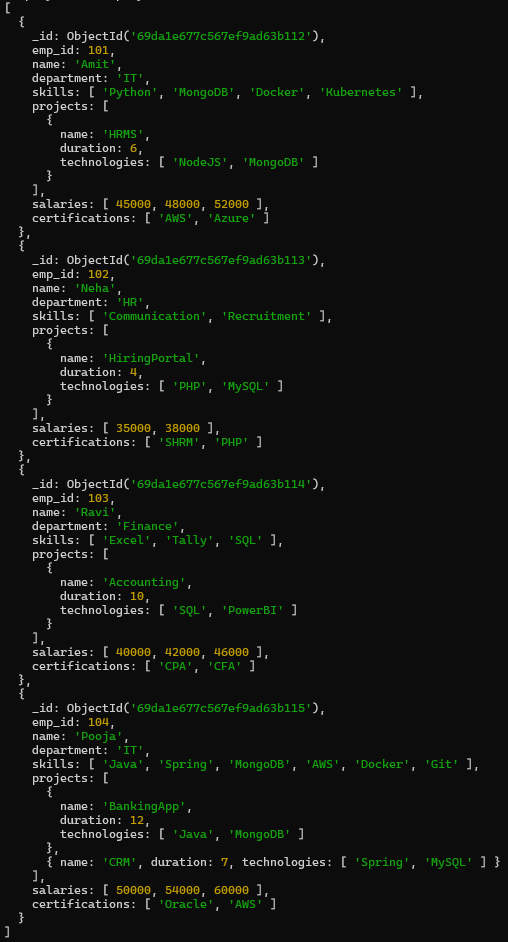 [
  {
    _id: ObjectId('69da1e677c567ef9ad63b112'),
    emp_id: 101,
    name: 'Amit',
    department: 'IT',
    skills: [ 'Python', 'MongoDB', 'Docker', 'Kubernetes' ],
    projects: [
      {
        name: 'HRMS',
        duration: 6,
        technologies: [ 'NodeJS', 'MongoDB' ]
      }
    ],
    salaries: [ 45000, 48000, 52000 ],
    certifications: [ 'AWS', 'Azure' ]
  },
  {
    _id: ObjectId('69da1e677c567ef9ad63b113'),
    emp_id: 102,
    name: 'Neha',
    department: 'HR',
    skills: [ 'Communication', 'Recruitment' ],
    projects: [
      {
        name: 'HiringPortal',
        duration: 4,
        technologies: [ 'PHP', 'MySQL' ]
      }
    ],
    salaries: [ 35000, 38000 ],
    certifications: [ 'SHRM', 'PHP' ]
  },
  {
    _id: ObjectId('69da1e677c567ef9ad63b114'),
    emp_id: 103,
    name: 'Ravi',
    department: 'Finance',
    skills: [ 'Excel', 'Tally', 'SQL' ],
    projects: [
      {
        name: 'Accounting',
        duration: 10,
        technologies: [ 'SQL', 'PowerBI' ]
      }
    ],
    salaries: [ 40000, 42000, 46000 ],
    certifications: [ 'CPA', 'CFA' ]
  },
  {
    _id: ObjectId('69da1e677c567ef9ad63b115'),
    emp_id: 104,
    name: 'Pooja',
    department: 'IT',
    skills: [ 'Java', 'Spring', 'MongoDB', 'AWS', 'Docker', 'Git' ],
    projects: [
      {
        name: 'BankingApp',
        duration: 12,
        technologies: [ 'Java', 'MongoDB' ]
      },
      { name: 'CRM', duration: 7, technologies: [ 'Spring', 'MySQL' ] }
    ],
    salaries: [ 50000, 54000, 60000 ],
    certifications: [ 'Oracle', 'AWS' ]
  }
]